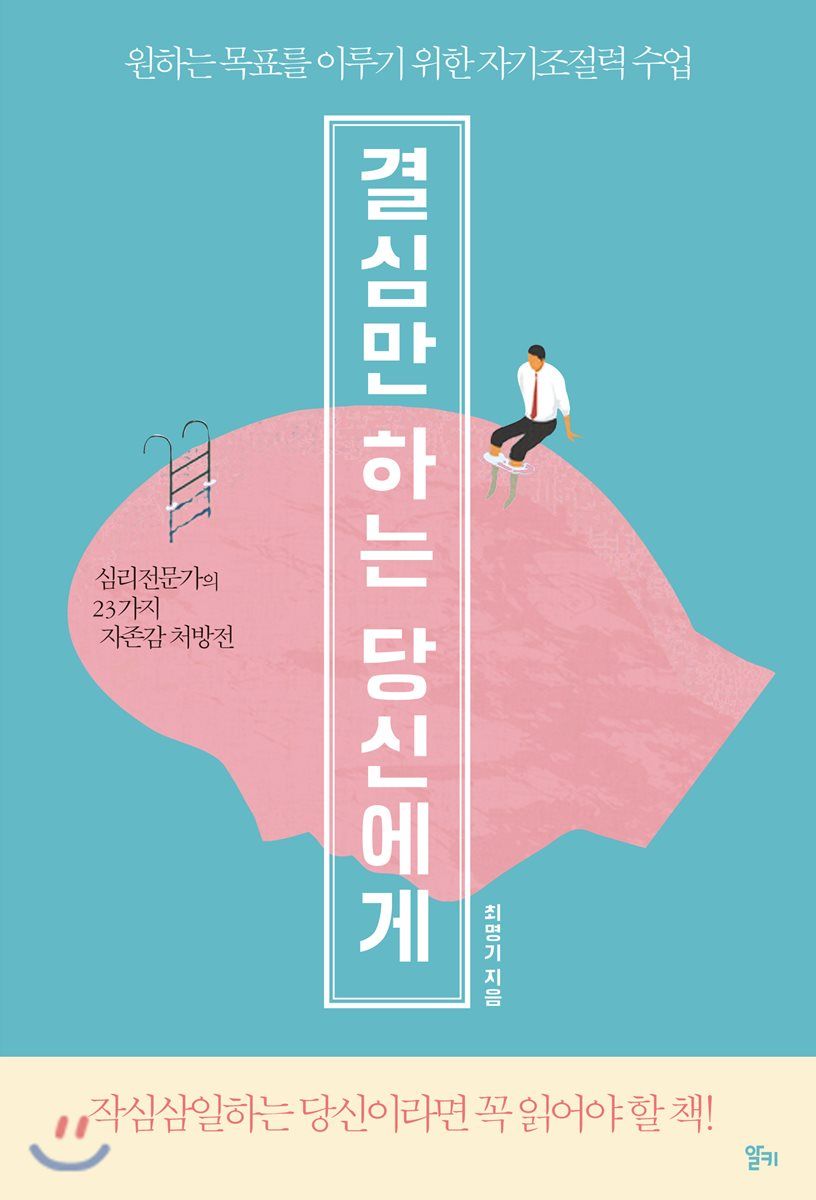 원하는 목표를 이루기 위한 자기조절력 수업
결심만 하는 당신에게
심리전문가의
23가지
자존감 처방전
최명기 지음
작심삼일하는 당신이라면 꼭 읽어야 할 책!
알키